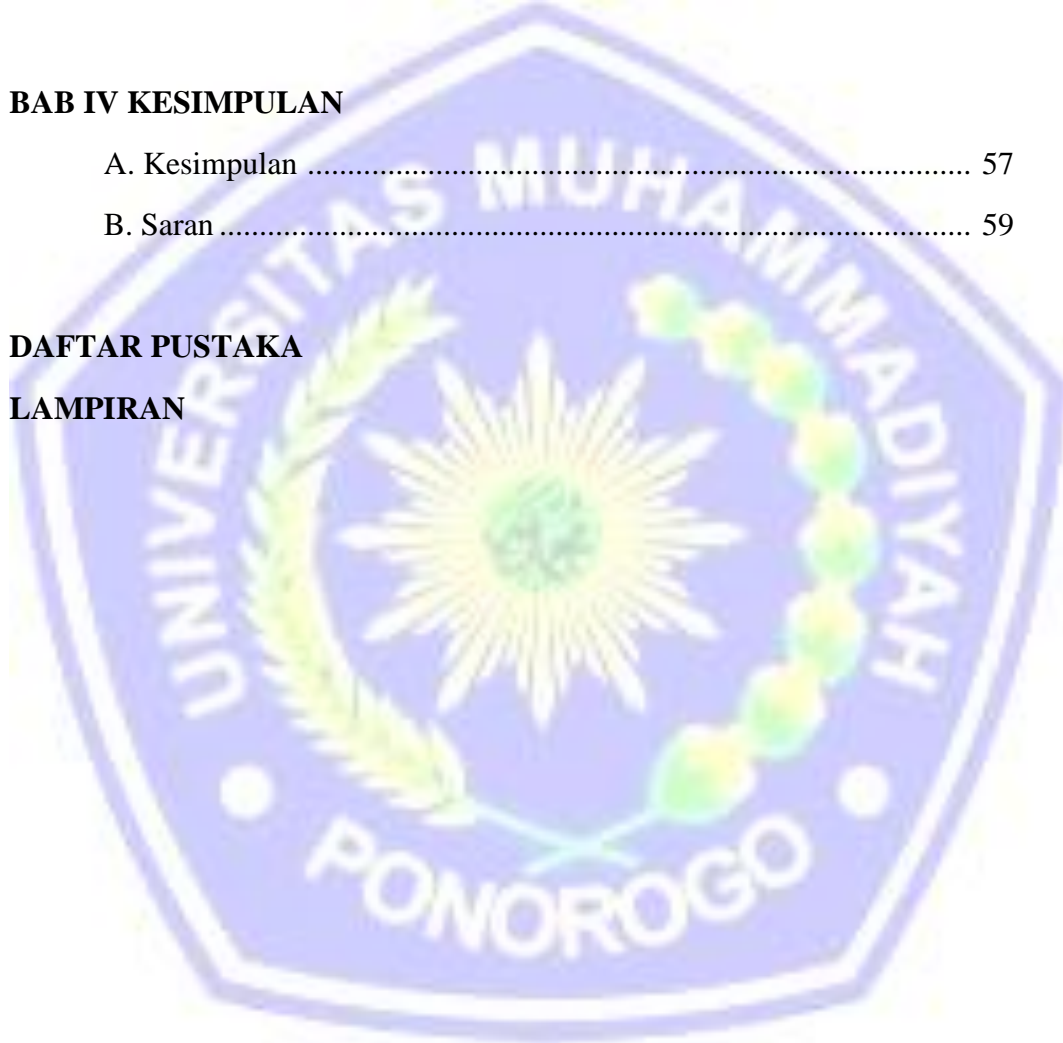 BAB IV KESIMPULAN
A. Kesimpulan .................................................................................... 57
B. Saran ............................................................................................... 59
DAFTAR PUSTAKA
LAMPIRAN
UNIVERSITAS MUHAMMADIYAH
PONOROGO